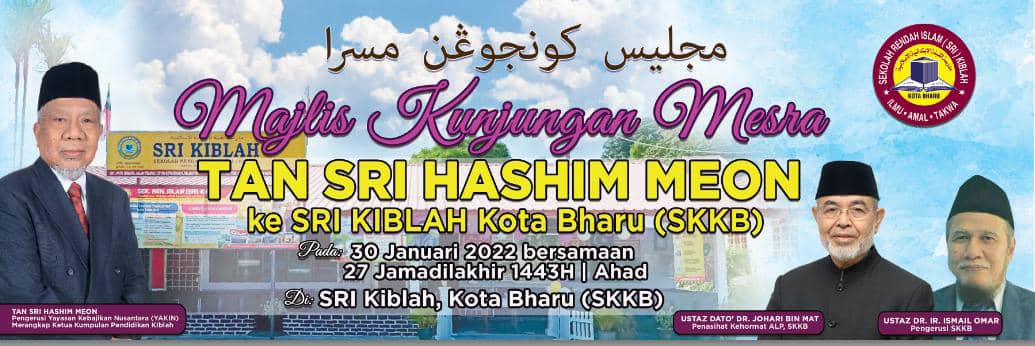 مجليس کونجوڠن مسرا
Majlis Kunjungan Mesra
TAN SRI HASHIM MEON
ke SRI KIBLAH Kota Bharu (SKKB)
Pada: 30 Januari 2022 bersamaan
27 Jamadilakhir 1443H | Ahad
Di: SRI Kiblah, Kota Bharu (SKKB)
SEKOLAH RENDAH ISLAM (SRI) KIBLAH
KOTA BHARU
ILMU • AMAL • TAKWA
SRI KIBLAH
TAN SRI HASHIM MEON
Pengerusi Yayasan Kebajikan Nusantara (YAKIN)
Merangkap Ketua Kumpulan Pendidikan Kiblah
USTAZ DATO' DR. JOHARI BIN MAT
Penasihat Kehormat ALP, SKKB
USTAZ DR. IR. ISMAIL OMAR
Pengerusi SKKB